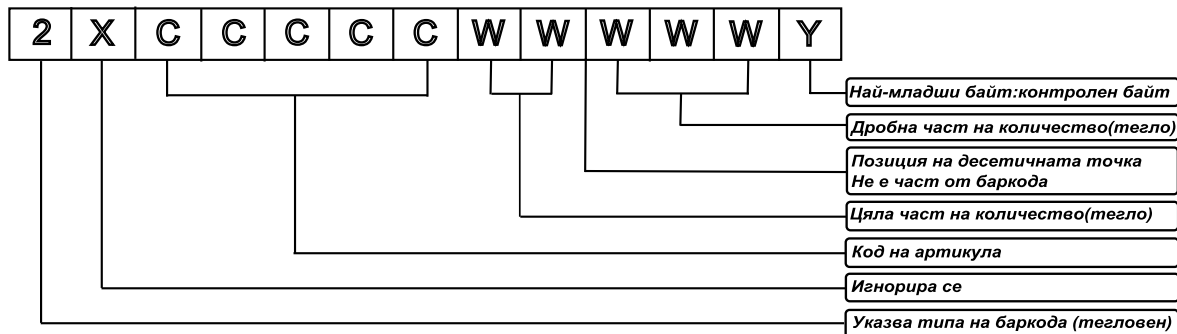 2 X C C C C C W W W W W Y
Най-младши байт:контролен байт
Дробна част на количество(тегло)
Позиция на десетичната точка
Не е част от баркода
Цяла част на количество(тегло)
Код на артикула
Игнорира се
Указва типа на баркода (тегловен)